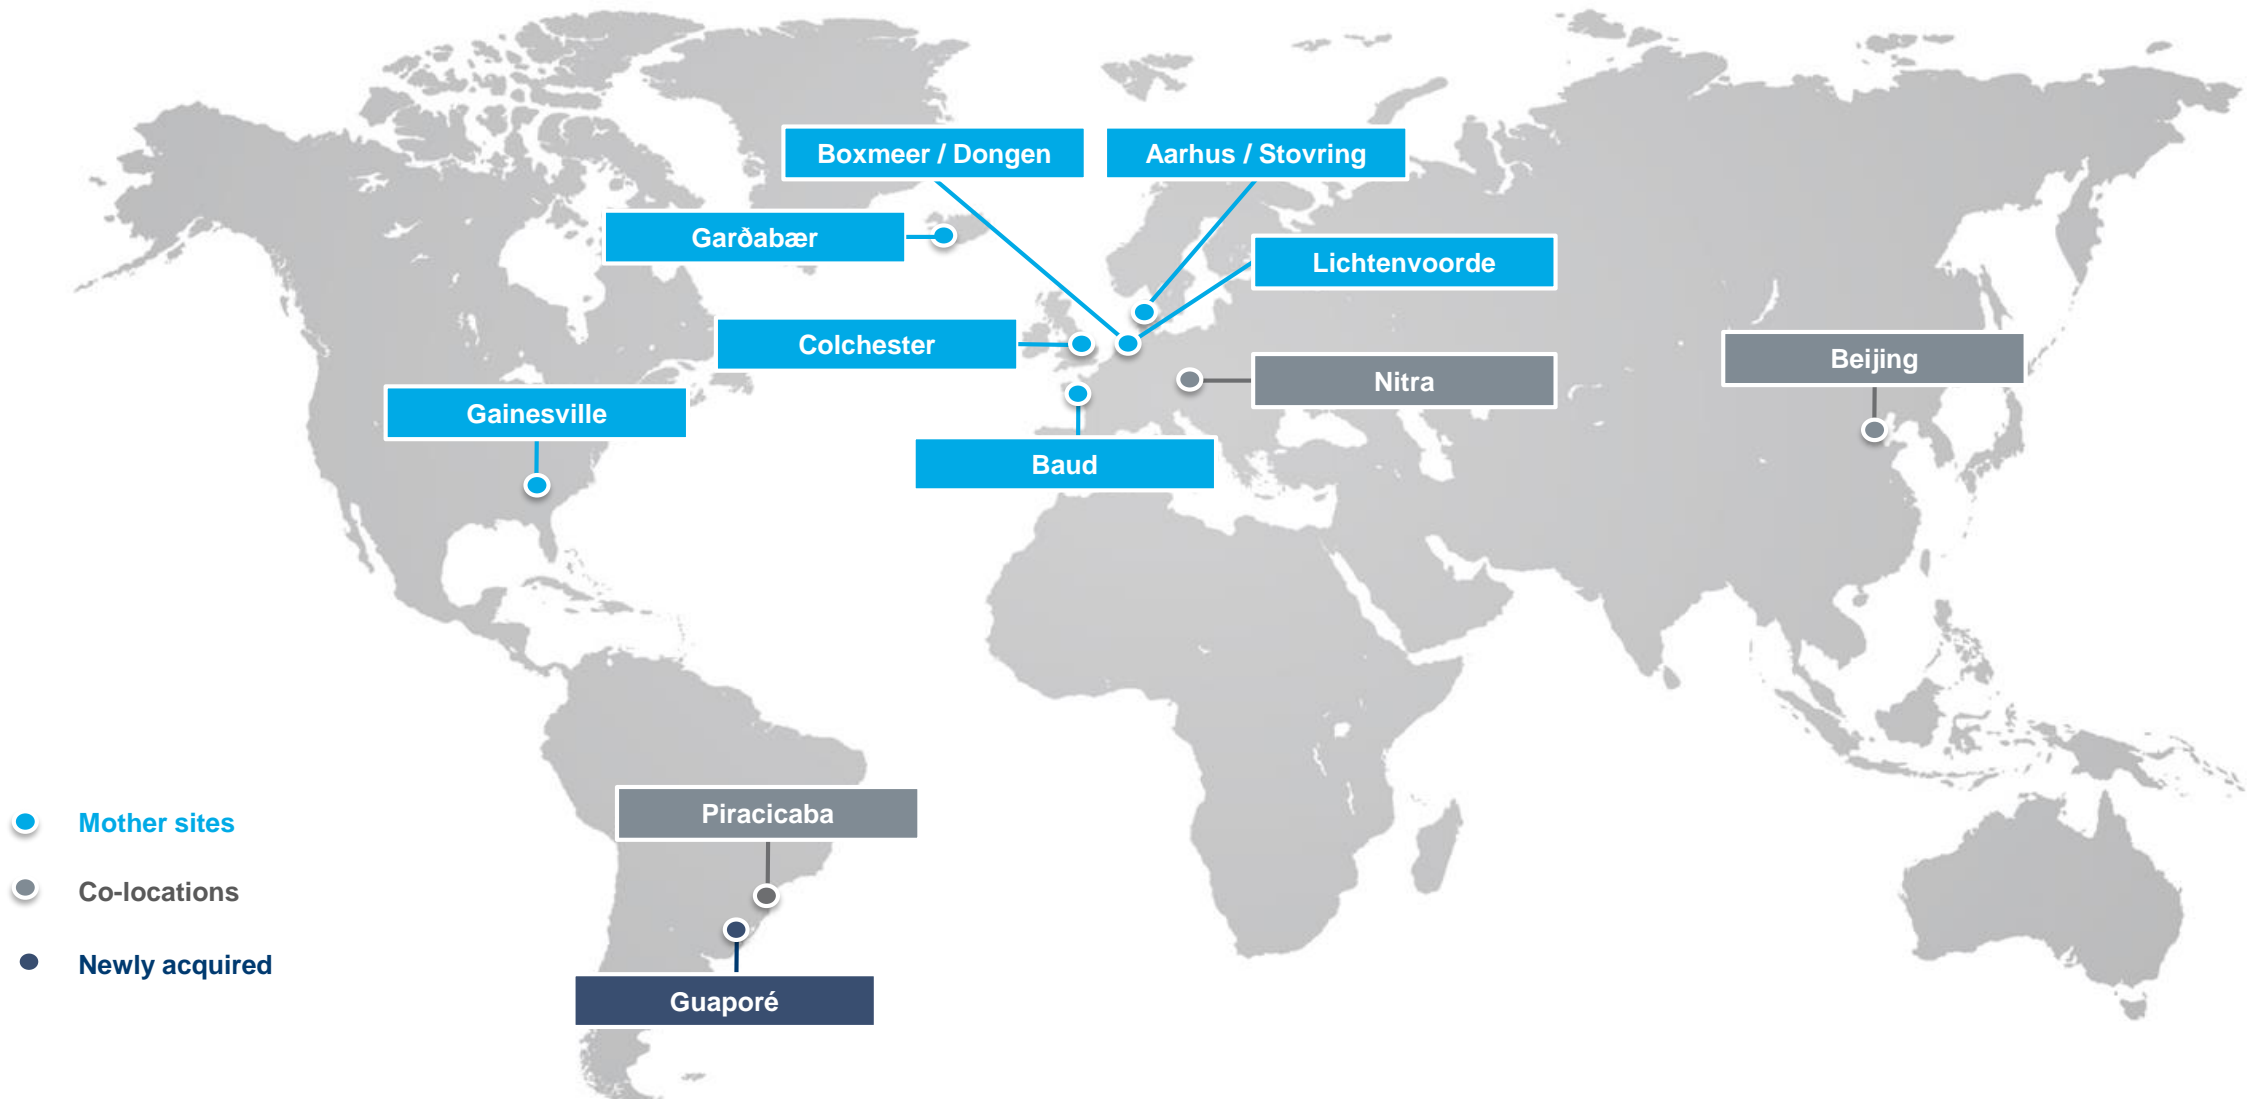 Boxmeer / Dongen
Aarhus / Stovring
Garðabær
Lichtenvoorde
Colchester
Beijing
Nitra
Gainesville
Baud
Piracicaba
Mother sites
Co-locations
Newly acquired
Guaporé